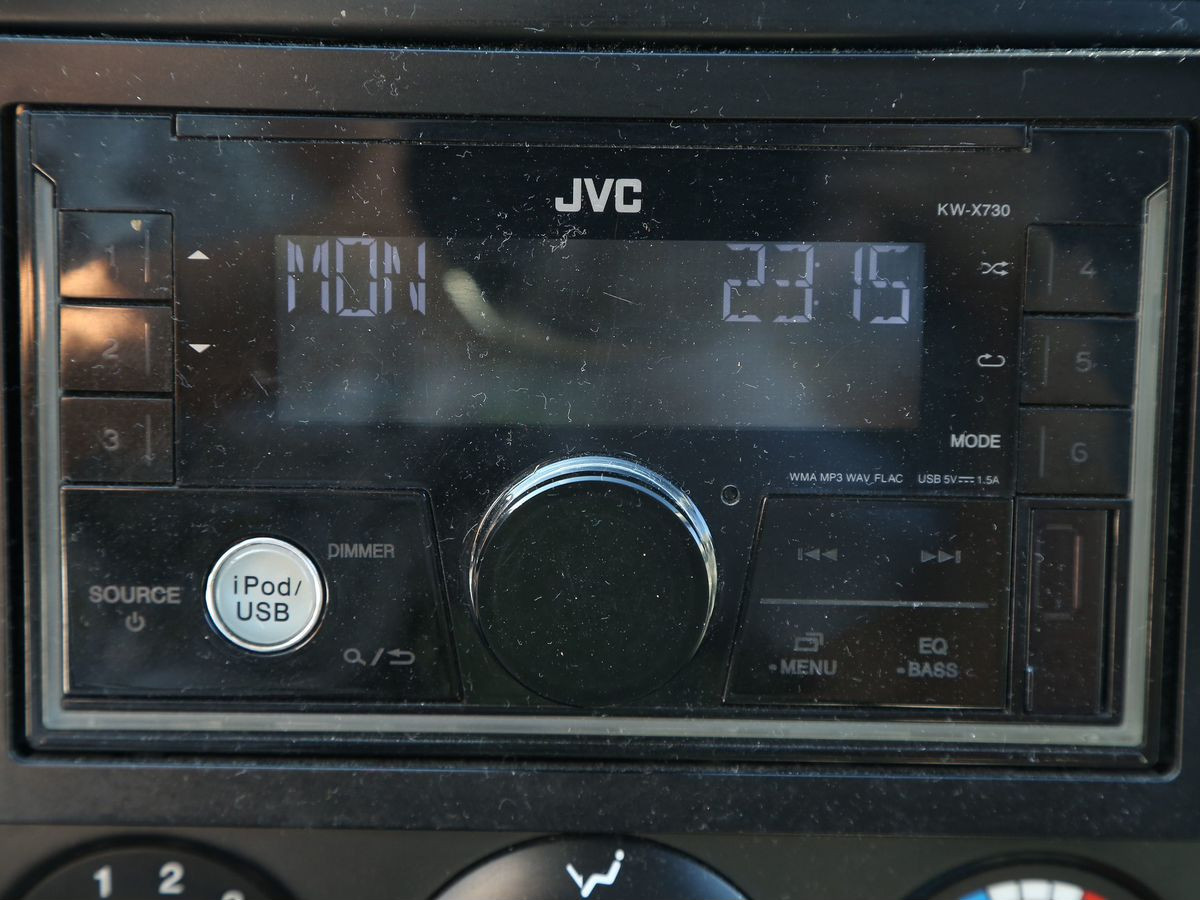 JVC
KW-X730
MON 23:15
1
2
3
4
5
6
MODE
WMA MP3 WAV FLAC USB 5V 1.5A
DIMMER
SOURCE
iPod/
USB
MENU
EQ
BASS
1 2